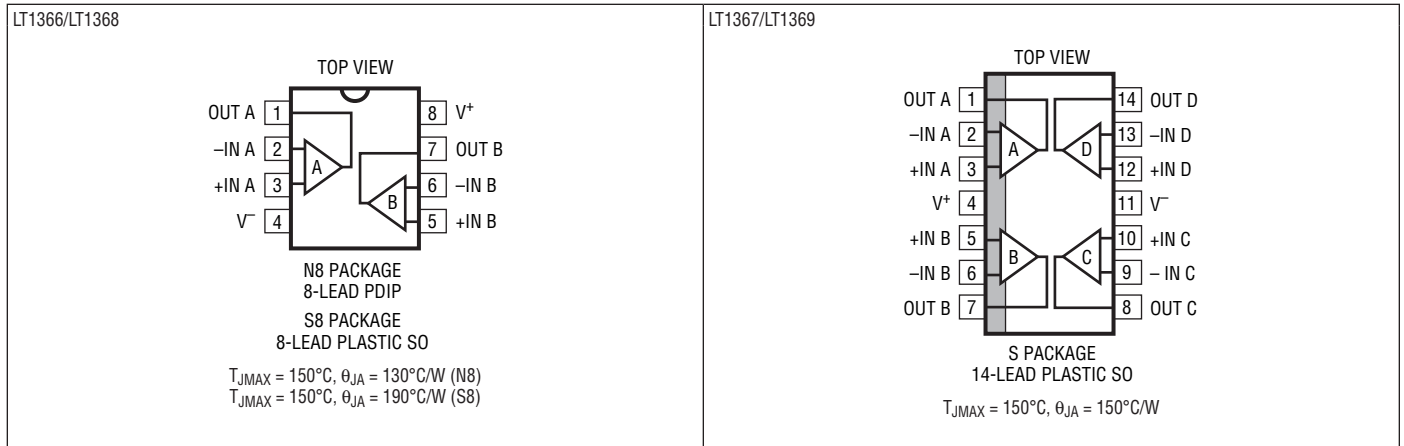 LT1366/LT1368
TOP VIEW
OUT A 1
–IN A 2
+IN A 3
V– 4
8 V+
7 OUT B
6 –IN B
5 +IN B
A
B
N8 PACKAGE
8-LEAD PDIP
S8 PACKAGE
8-LEAD PLASTIC SO
TJMAX = 150°C, θJA = 130°C/W (N8)
TJMAX = 150°C, θJA = 190°C/W (S8)
LT1367/LT1369
TOP VIEW
OUT A 1
–IN A 2
+IN A 3
V+ 4
+IN B 5
–IN B 6
OUT B 7
14 OUT D
13 –IN D
12 +IN D
11 V–
10 +IN C
9 – IN C
8 OUT C
A
D
B
C
S PACKAGE
14-LEAD PLASTIC SO
TJMAX = 150°C, θJA = 150°C/W